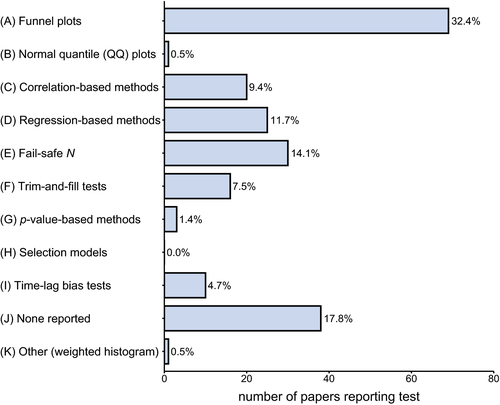 (A) Funnel plots 32.4%
(B) Normal quantile (QQ) plots 0.5%
(C) Correlation-based methods 9.4%
(D) Regression-based methods 11.7%
(E) Fail-safe N 14.1%
(F) Trim-and-fill tests 7.5%
(G) p-value-based methods 1.4%
(H) Selection models 0.0%
(I) Time-lag bias tests 4.7%
(J) None reported 17.8%
(K) Other (weighted histogram) 0.5%
0 20 40 60 80
number of papers reporting test